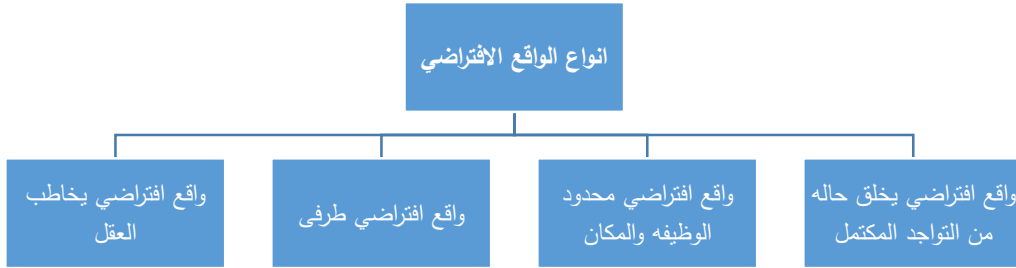 انواع الواقع الافتراضي
واقع افتراضي يخلق حاله
من التواجد المكتمل
واقع افتراضي محدود
الوظيفه والمكان
واقع افتراضي طرفى
واقع افتراضي يخاطب
العقل